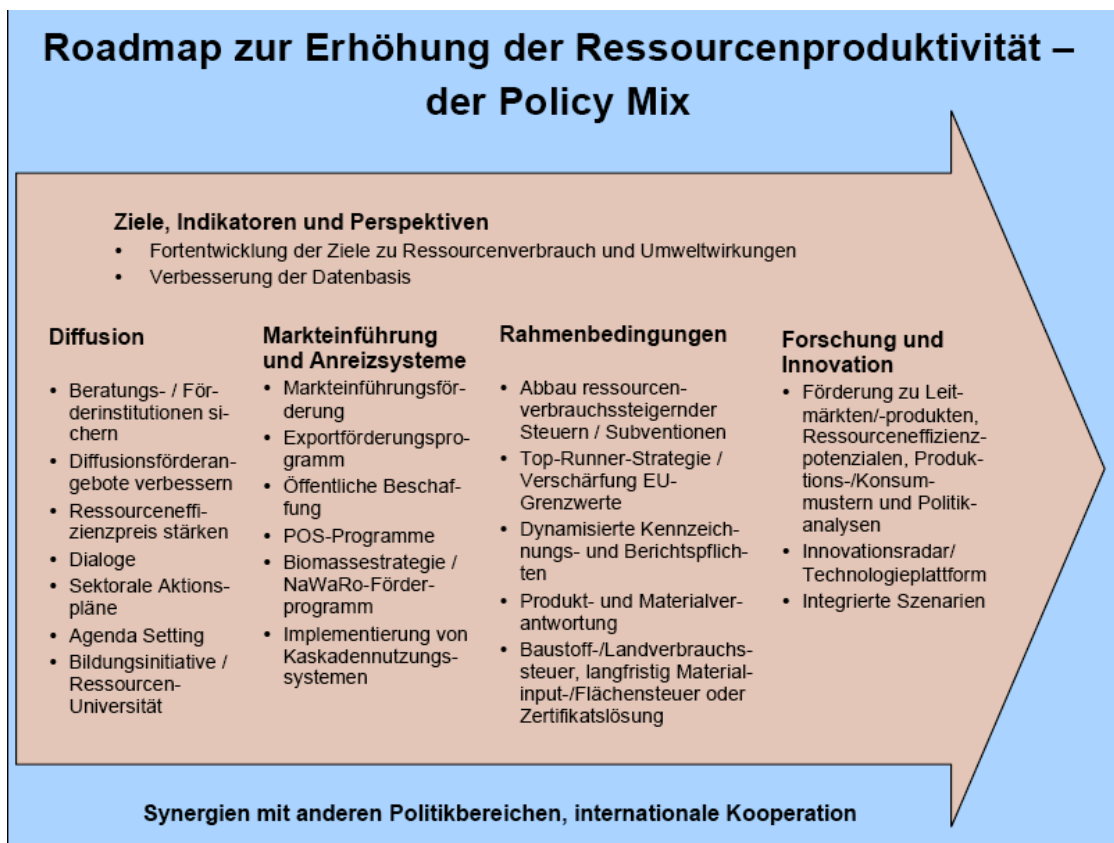 Roadmap zur Erhöhung der Ressourcenproduktivität –
der Policy Mix
Ziele, Indikatoren und Perspektiven
• Fortentwicklung der Ziele zu Ressourcenverbrauch und Umweltwirkungen
• Verbesserung der Datenbasis
Diffusion
• Beratungs- / För-
derinstitutionen si-
chern
• Diffusionsförderan-
gebote verbessern
• Ressourceneffi-
zienzpreis stärken
• Dialoge
• Sektorale Aktions-
pläne
• Agenda Setting
• Bildungsinitiative /
Ressourcen-
Universität
Markteinführung
und Anreizsysteme
• Markteinführungsför-
derung
• Exportförderungspro-
gramm
• Öffentliche Beschaf-
fung
• POS-Programme
• Biomassestrategie /
NaWaRo-Förder-
programm
• Implementierung von
Kaskadennutzungs-
systemen
Rahmenbedingungen
• Abbau ressourcen-
verbrauchssteigernder
Steuern / Subventionen
• Top-Runner-Strategie /
Verschärfung EU-
Grenzwerte
• Dynamisierte Kennzeich-
nungs- und Berichtspflich-
ten
• Produkt- und Materialver-
antwortung
• Baustoff-/Landverbrauchs-
steuer, langfristig Material-
input-/Flächensteuer oder
Zertifikatslösung
Forschung und
Innovation
• Förderung zu Leit-
märkten/-produkten,
Ressourceneffizienz-
potenzialen, Produk-
tions-/Konsum-
mustern und Politik-
analysen
• Innovationsradar/
Technologieplattform
• Integrierte Szenarien
Synergien mit anderen Politikbereichen, internationale Kooperation